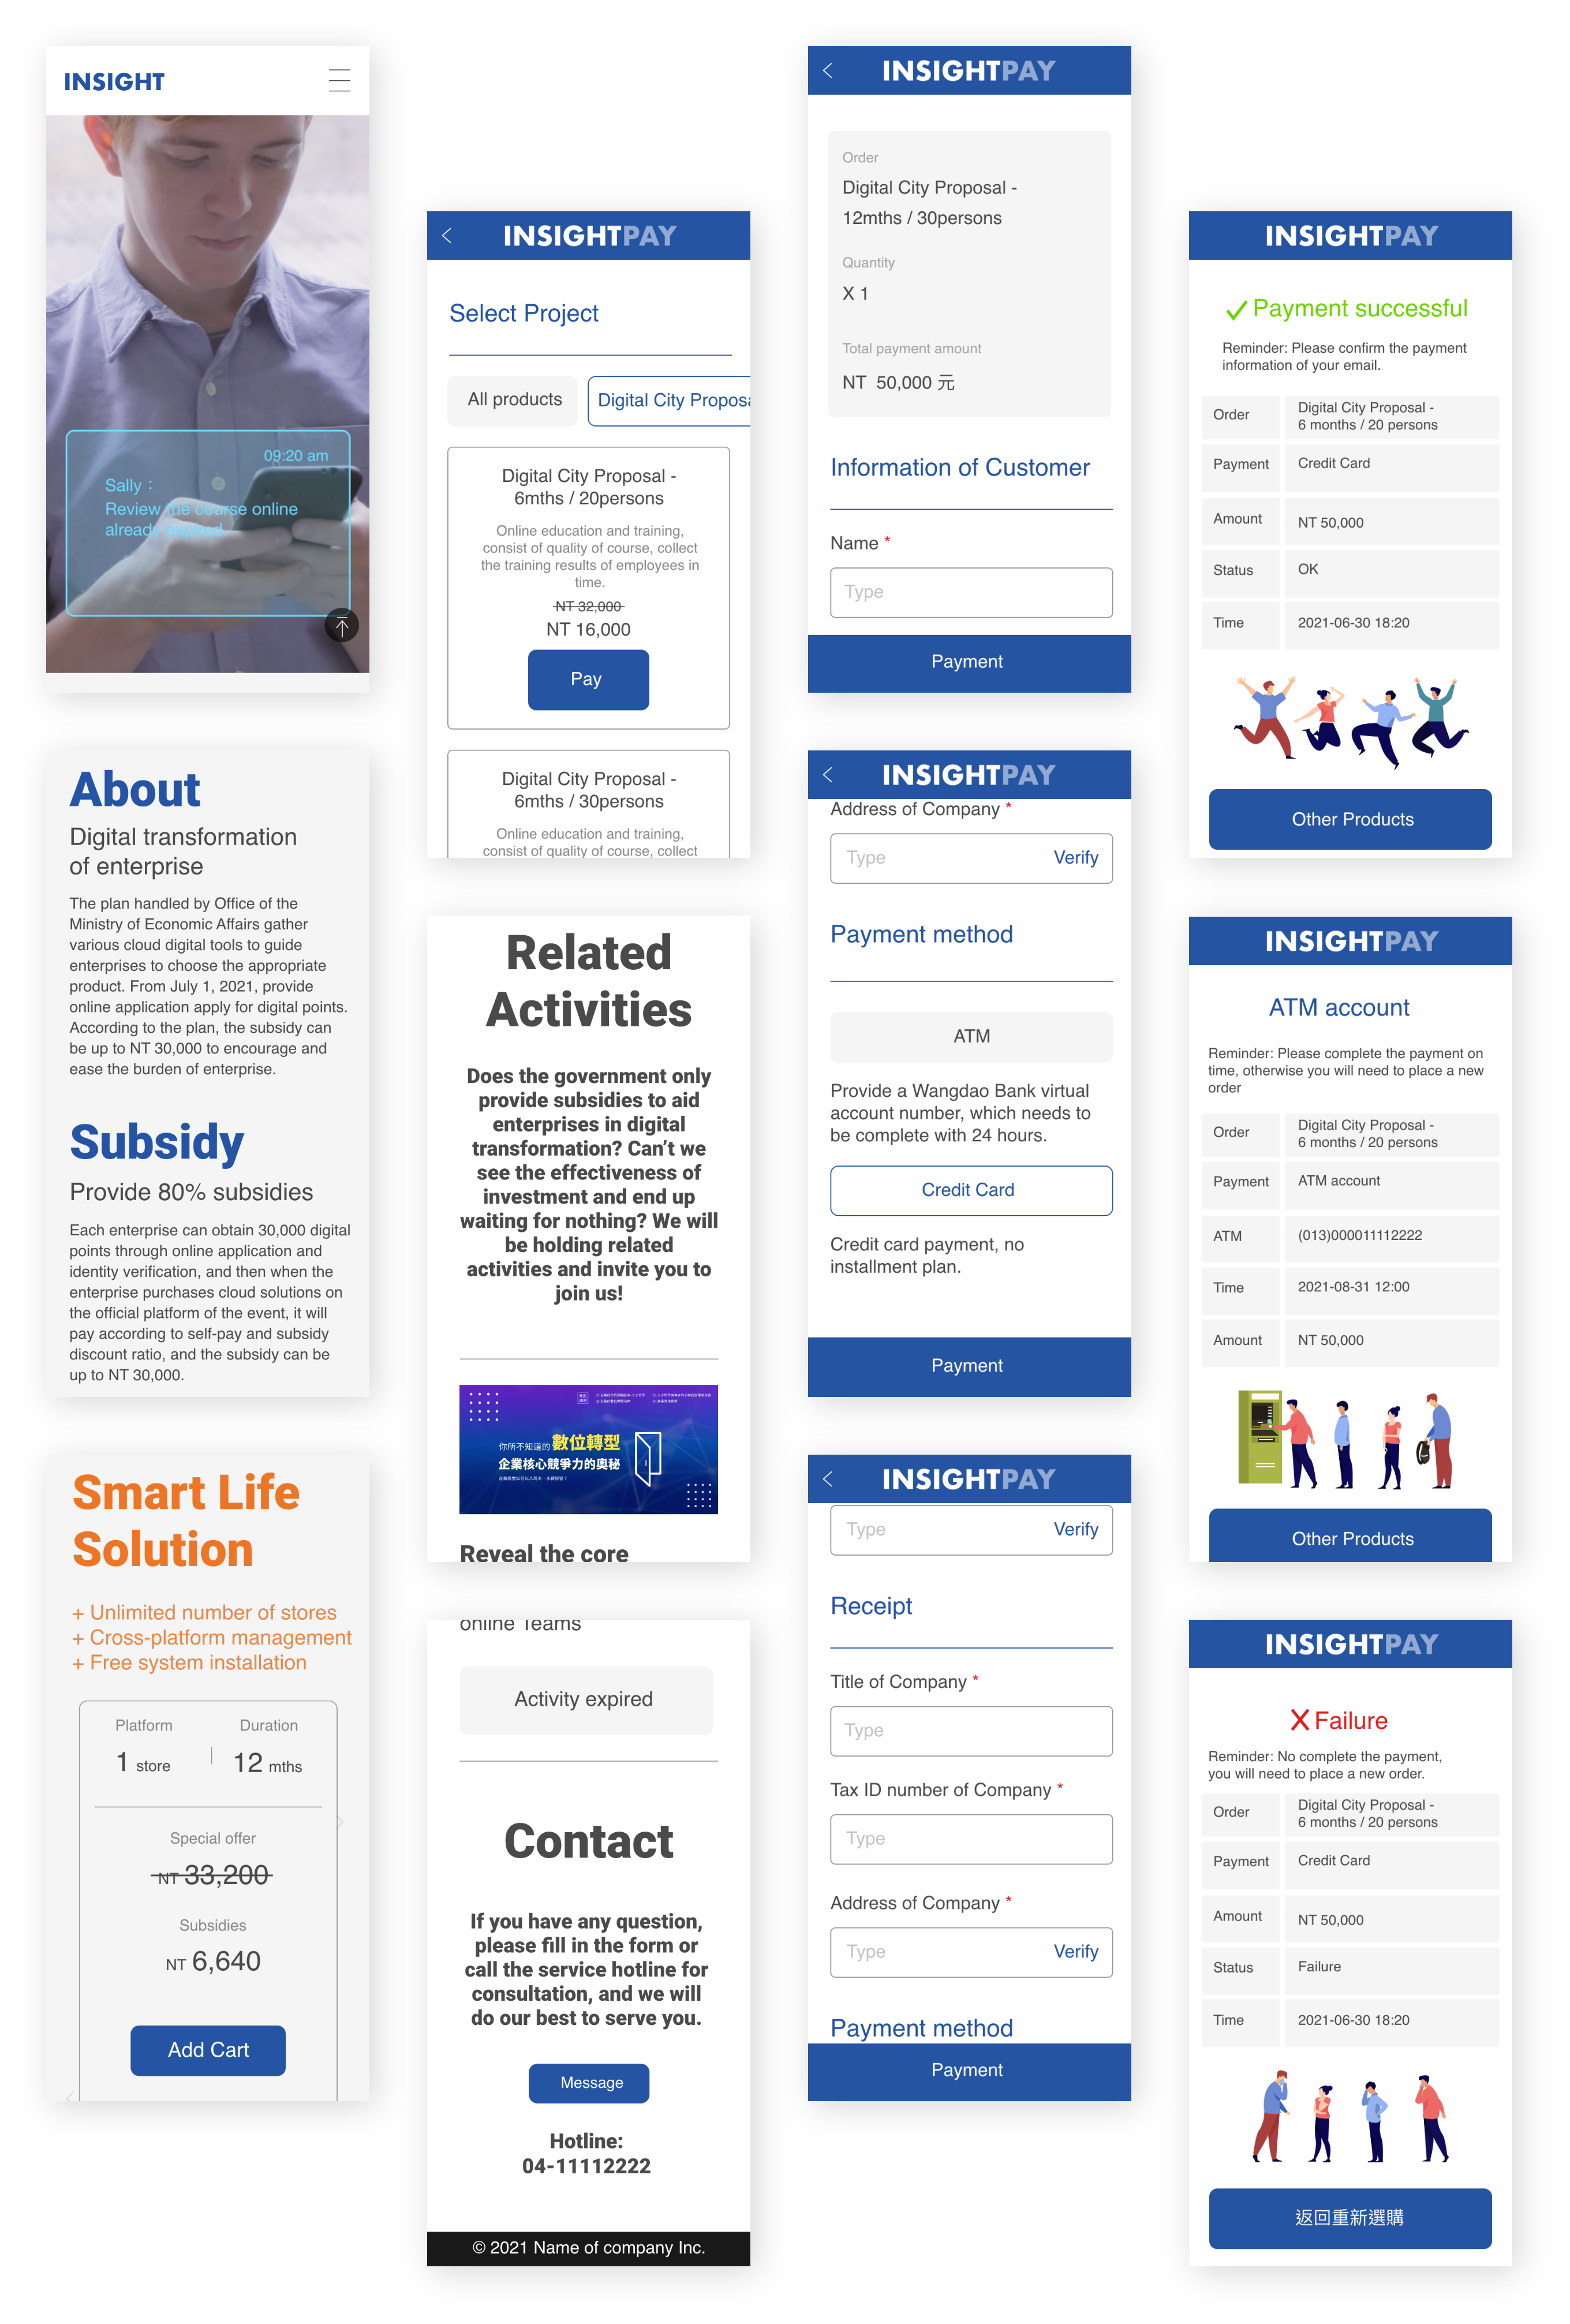 INSIGHT
09:20 am
Sally：
Review the course online
already expired.
About
Digital transformation
of enterprise
The plan handled by Office of the
Ministry of Economic Affairs gather
various cloud digital tools to guide
enterprises to choose the appropriate
product. From July 1, 2021, provide
online application apply for digital points.
According to the plan, the subsidy can
be up to NT 30,000 to encourage and
ease the burden of enterprise.
Subsidy
Provide 80% subsidies
Each enterprise can obtain 30,000 digital
points through online application and
identity verification, and then when the
enterprise purchases cloud solutions on
the official platform of the event, it will
pay according to self-pay and subsidy
discount ratio, and the subsidy can be
up to NT 30,000.
Smart Life
Solution
+ Unlimited number of stores
+ Cross-platform management
+ Free system installation
Platform Duration
1 store 12 mths
Special offer
NT 33,200
Subsidies
NT 6,640
Add Cart
INSIGHTPAY
Select Project
All products Digital City Proposa
Digital City Proposal -
6mths / 20persons
Online education and training,
consist of quality of course, collect
the training results of employees in
time.
NT 32,000
NT 16,000
Pay
Digital City Proposal -
6mths / 30persons
Online education and training,
consist of quality of course, collect
Related
Activities
Does the government only
provide subsidies to aid
enterprises in digital
transformation? Can’t we
see the effectiveness of
investment and end up
waiting for nothing? We will
be holding related
activities and invite you to
join us!
你所不知道的 數位轉型
企業核心競爭力的奧秘
Reveal the core
online Teams
Activity expired
Contact
If you have any question,
please fill in the form or
call the service hotline for
consultation, and we will
do our best to serve you.
Message
Hotline:
04-11112222
© 2021 Name of company Inc.
INSIGHTPAY
Order
Digital City Proposal -
12mths / 30persons
Quantity
X 1
Total payment amount
NT 50,000 元
Information of Customer
Name *
Type
Payment
INSIGHTPAY
Address of Company *
Type Verify
Payment method
ATM
Provide a Wangdao Bank virtual
account number, which needs to
be complete with 24 hours.
Credit Card
Credit card payment, no
installment plan.
Payment
INSIGHTPAY
Type Verify
Receipt
Title of Company *
Type
Tax ID number of Company *
Type
Address of Company *
Type Verify
Payment method
Payment
INSIGHTPAY
Payment successful
Reminder: Please confirm the payment
information of your email.
Order Digital City Proposal -
6 months / 20 persons
Payment Credit Card
Amount NT 50,000
Status OK
Time 2021-06-30 18:20
Other Products
INSIGHTPAY
ATM account
Reminder: Please complete the payment on
time, otherwise you will need to place a new
order
Order Digital City Proposal -
6 months / 20 persons
Payment ATM account
ATM (013)000011112222
Time 2021-08-31 12:00
Amount NT 50,000
Other Products
INSIGHTPAY
Failure
Reminder: No complete the payment,
you will need to place a new order.
Order Digital City Proposal -
6 months / 20 persons
Payment Credit Card
Amount NT 50,000
Status Failure
Time 2021-06-30 18:20
返回重新選購